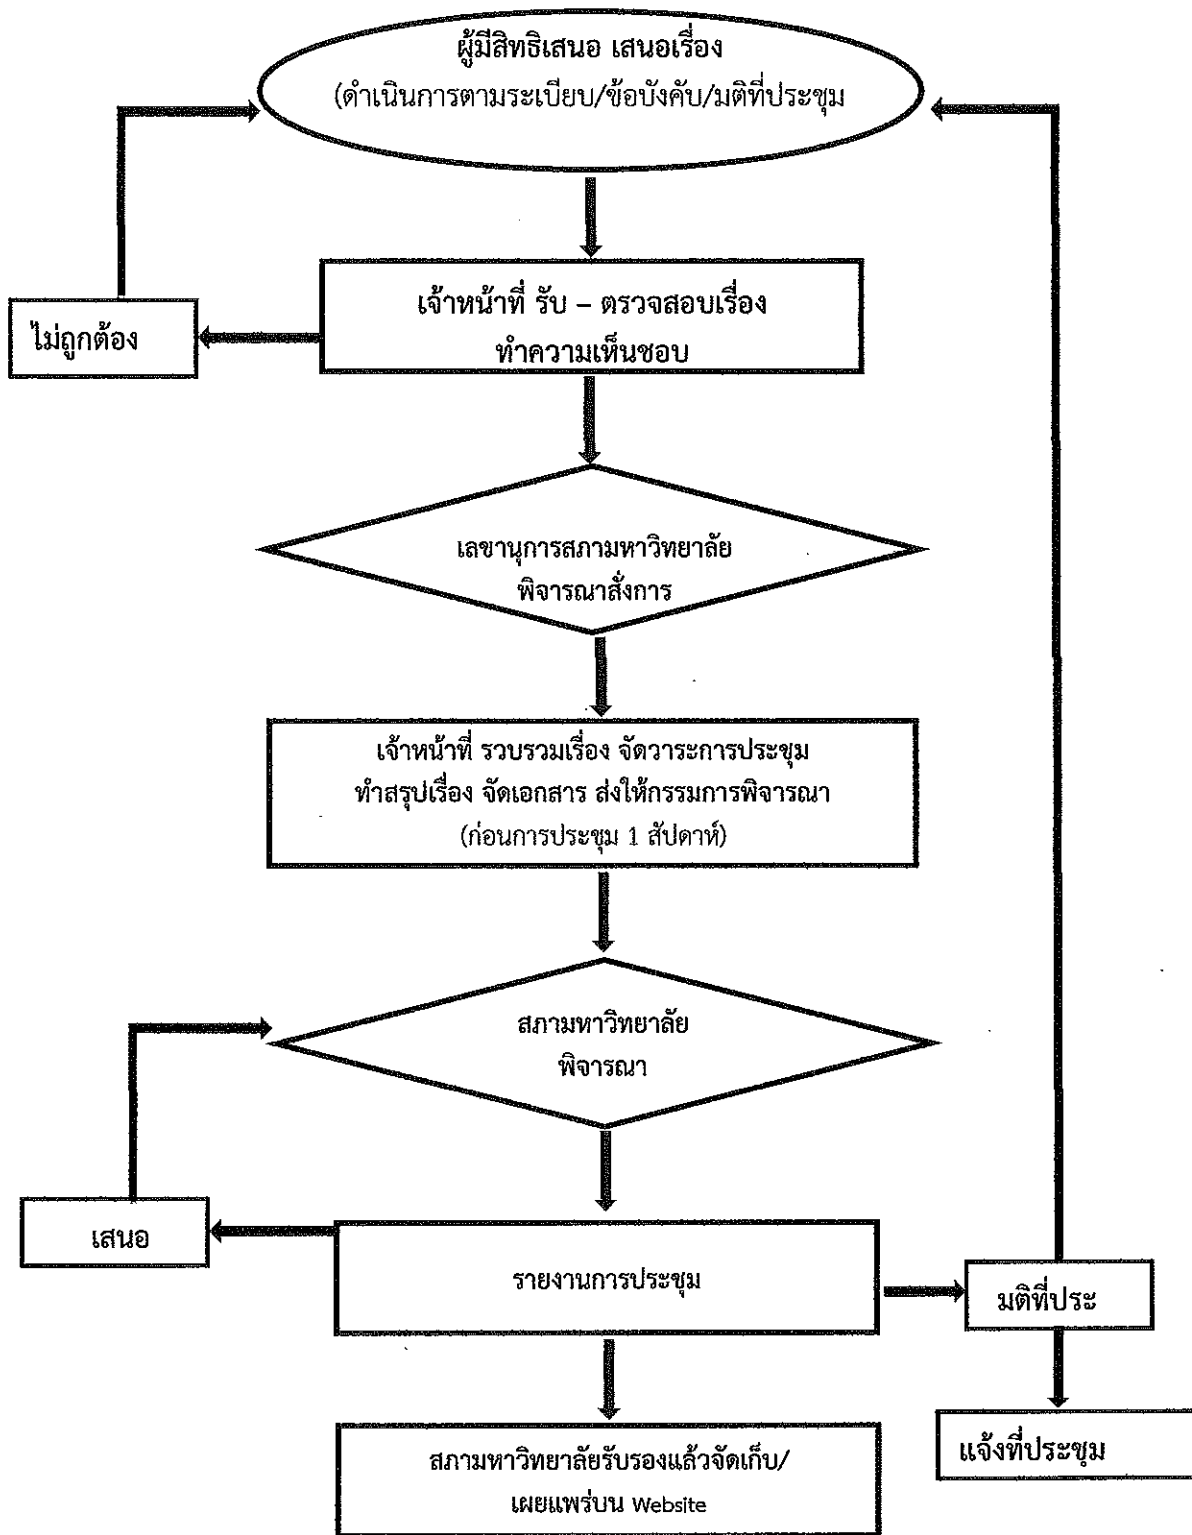 ผู้มีสิทธิเสนอ เสนอเรื่อง
(ดำเนินการตามระเบียบ/ข้อบังคับ/มติที่ประชุม
เจ้าหน้าที่ รับ – ตรวจสอบเรื่อง
ทำความเห็นชอบ
ไม่ถูกต้อง
เลขานุการสภามหาวิทยาลัย
พิจารณาสั่งการ
เจ้าหน้าที่ รวบรวมเรื่อง จัดวาระการประชุม
ทำสรุปเรื่อง จัดเอกสาร ส่งให้กรรมการพิจารณา
(ก่อนการประชุม 1 สัปดาห์)
สภามหาวิทยาลัย
พิจารณา
เสนอ
รายงานการประชุม
มติที่ประ
สภามหาวิทยาลัยรับรองแล้วจัดเก็บ/
เผยแพร่บน Website
แจ้งที่ประชุม